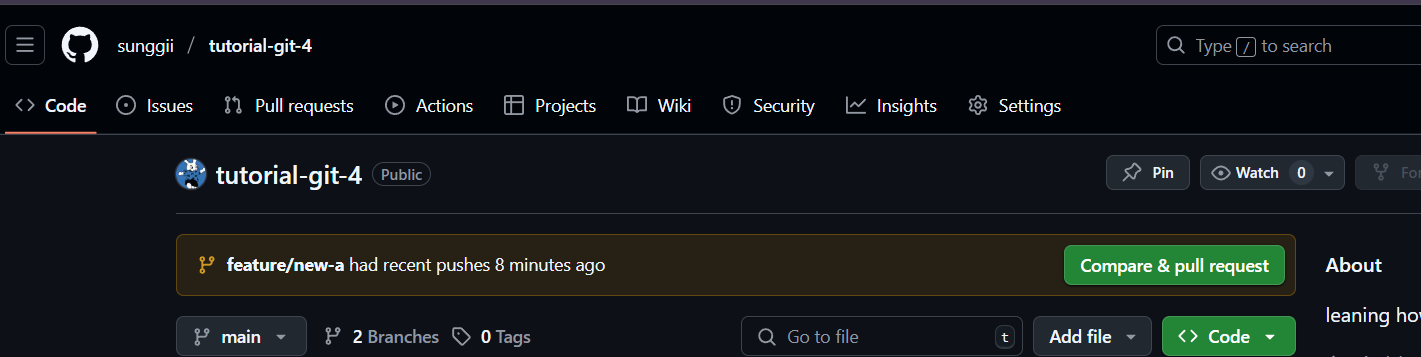 sunggii / tutorial-git-4 Type / to search
Code Issues Pull requests Actions Projects Wiki Security Insights Settings
tutorial-git-4 Public Pin Watch 0
feature/new-a had recent pushes 8 minutes ago Compare & pull request About
main 2 Branches 0 Tags Go to file t Add file Code leaning